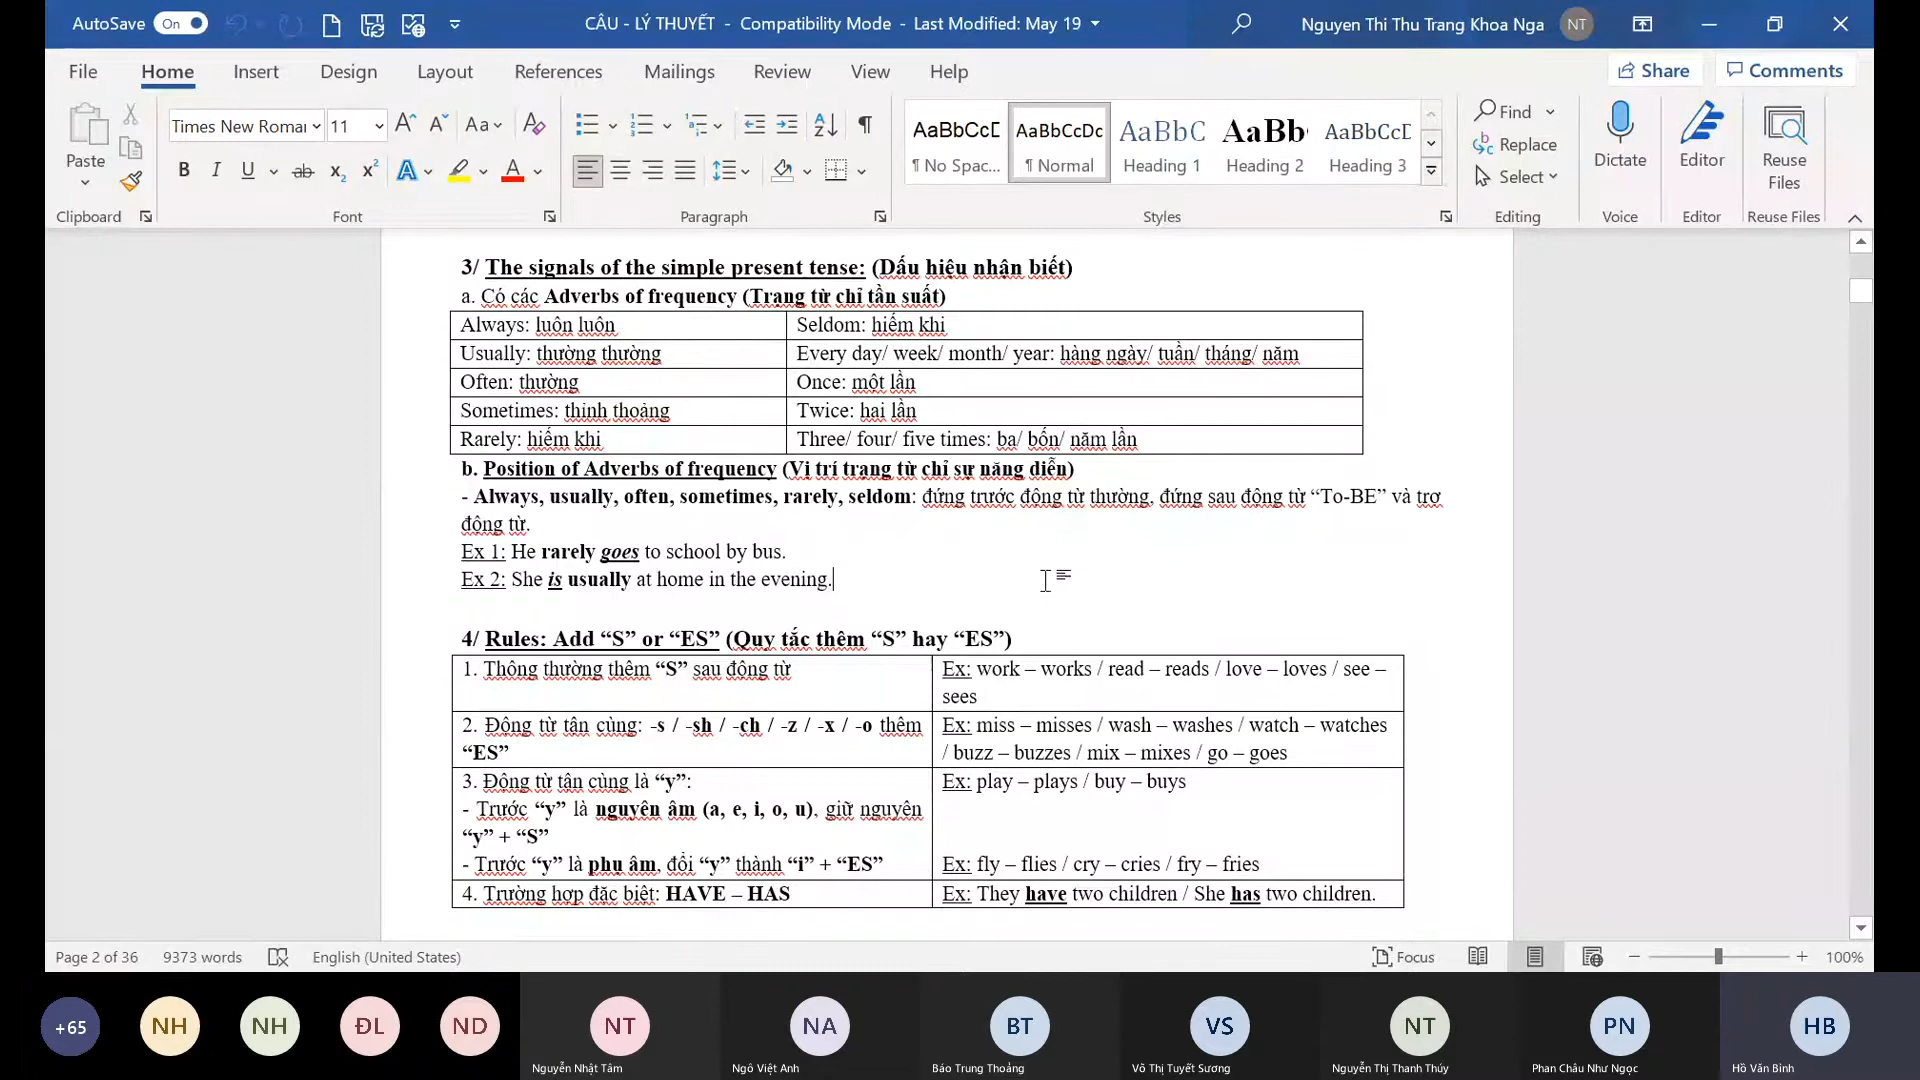 AutoSave On CÂU - LÝ THUYẾT - Compatibility Mode - Last Modified: May 19 Nguyen Thi Thu Trang Khoa Nga NT
File Home Insert Design Layout References Mailings Review View Help Share Comments
Paste
Times New Romar 11
B I U ab x₂ x² A A
AaBbCcD AaBbCcDc AaBbC AaBb AaBbCcD
¶ No Spac... ¶ Normal Heading 1 Heading 2 Heading 3
Find
Replace
Select
Dictate Editor Reuse Files
Clipboard Font Paragraph Styles Editing Voice Editor Reuse Files
3/ The signals of the simple present tense: (Dấu hiệu nhận biết)
a. Có các Adverbs of frequency (Trạng từ chỉ tần suất)
Always: luôn luôn Seldom: hiếm khi
Usually: thường thường Every day/ week/ month/ year: hàng ngày/ tuần/ tháng/ năm
Often: thường Once: một lần
Sometimes: thỉnh thoảng Twice: hai lần
Rarely: hiếm khi Three/ four/ five times: ba/ bốn/ năm lần
b. Position of Adverbs of frequency (Vị trí trạng từ chỉ sự năng diễn)
- Always, usually, often, sometimes, rarely, seldom: đứng trước động từ thường, đứng sau động từ “To-BE” và trợ
động từ.
Ex 1: He rarely goes to school by bus.
Ex 2: She is usually at home in the evening.
4/ Rules: Add “S” or “ES” (Quy tắc thêm “S” hay “ES”)
1. Thông thường thêm “S” sau động từ
Ex: work – works / read – reads / love – loves / see –
sees
2. Động từ tận cùng: -s / -sh / -ch / -z / -x / -o thêm
“ES”
Ex: miss – misses / wash – washes / watch – watches
/ buzz – buzzes / mix – mixes / go – goes
3. Động từ tận cùng là “y”:
- Trước “y” là nguyên âm (a, e, i, o, u), giữ nguyên
“y” + “S”
- Trước “y” là phụ âm, đổi “y” thành “i” + “ES”
Ex: play – plays / buy – buys
Ex: fly – flies / cry – cries / fry – fries
4. Trường hợp đặc biệt: HAVE – HAS
Ex: They have two children / She has two children.
Page 2 of 36 9373 words English (United States) Focus 100%
+65 NH NH ĐL ND NT NA BT VS NT PN HB
Nguyễn Nhật Tâm Ngô Việt Anh Báo Trung Thoảng Võ Thị Tuyết Sương Nguyễn Thị Thanh Thúy Phan Châu Như Ngọc Hồ Văn Bình